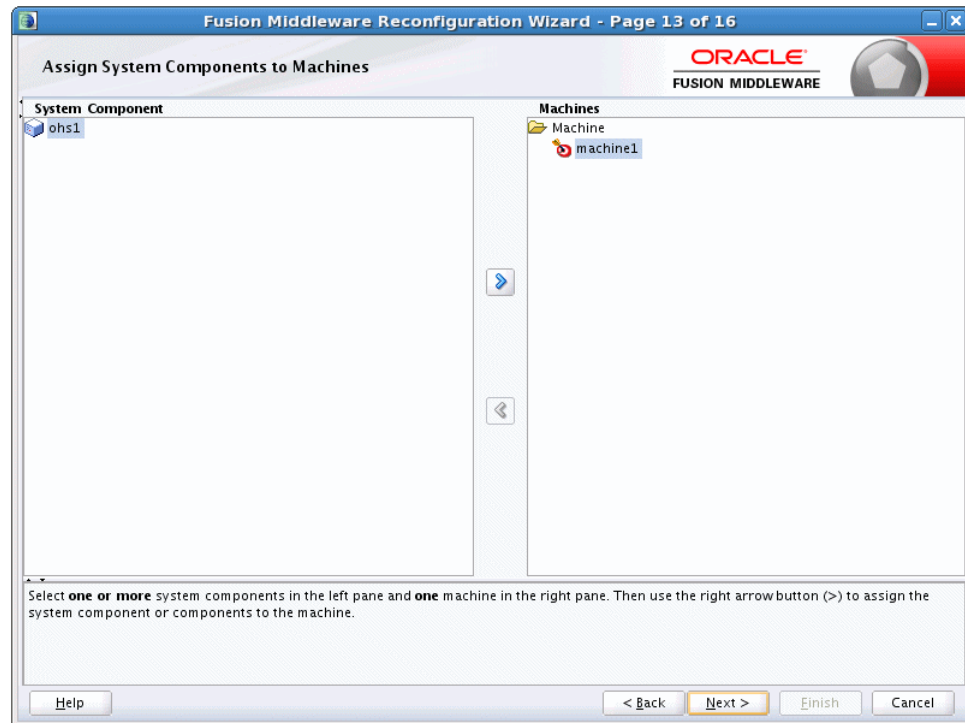 Fusion Middleware Reconfiguration Wizard - Page 13 of 16
Assign System Components to Machines
ORACLE
FUSION MIDDLEWARE
System Component
Machines
ohs1
Machine
machine1
Select one or more system components in the left pane and one machine in the right pane. Then use the right arrow button (>) to assign the
system component or components to the machine.
Help
< Back
Next >
Finish
Cancel